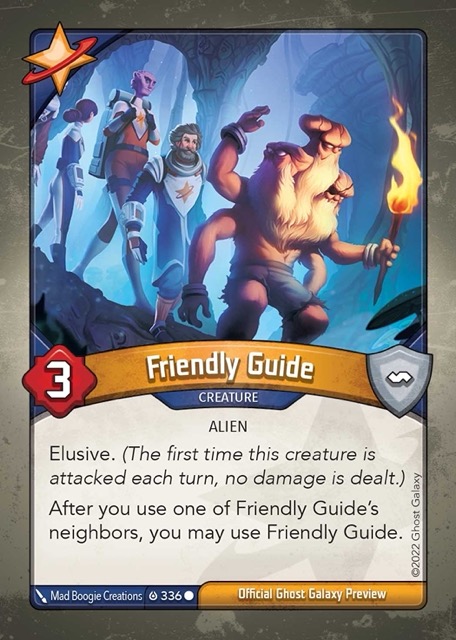 Friendly Guide
3
CREATURE
ALIEN
Elusive. (The first time this creature is
attacked each turn, no damage is dealt.)
After you use one of Friendly Guide's
neighbors, you may use Friendly Guide.
©2022 Ghost Galaxy
Mad Boogie Creations 336
Official Ghost Galaxy Preview